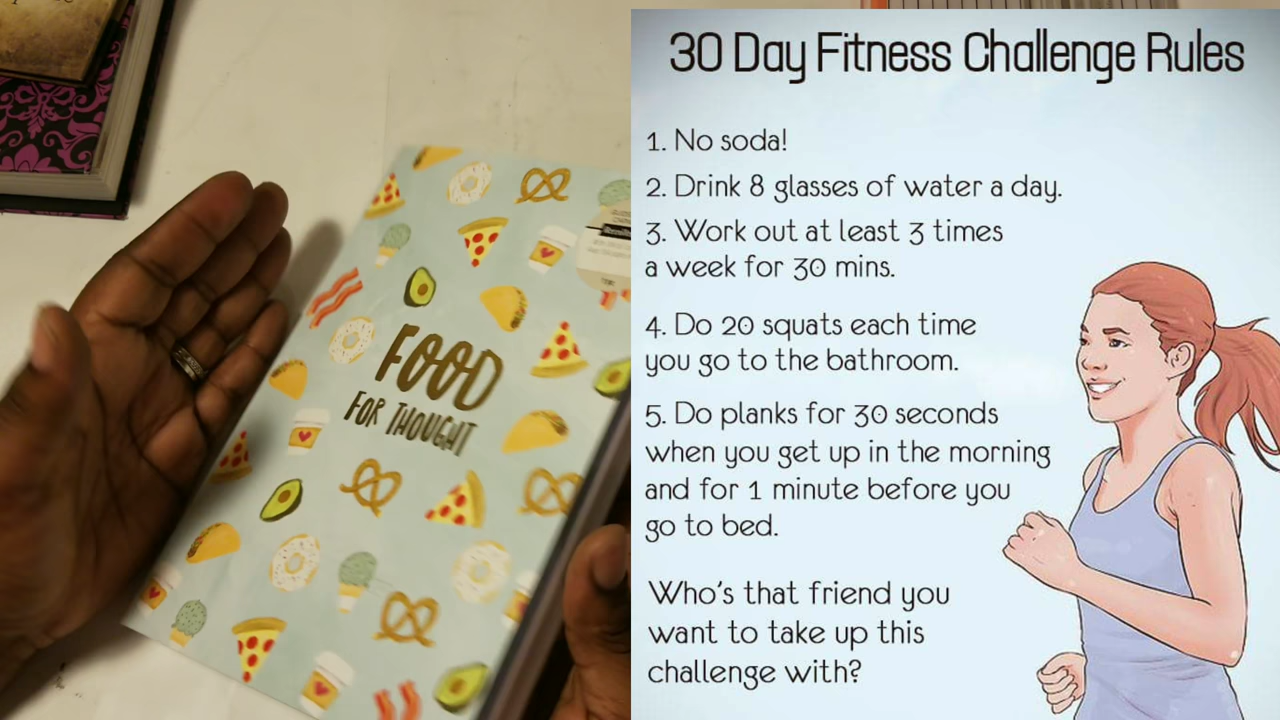 FOOD
FOR THOUGHT
30 Day Fitness Challenge Rules
1. No soda!
2. Drink 8 glasses of water a day.
3. Work out at least 3 times
a week for 30 mins.
4. Do 20 squats each time
you go to the bathroom.
5. Do planks for 30 seconds
when you get up in the morning
and for 1 minute before you
go to bed.
Who's that friend you
want to take up this
challenge with?